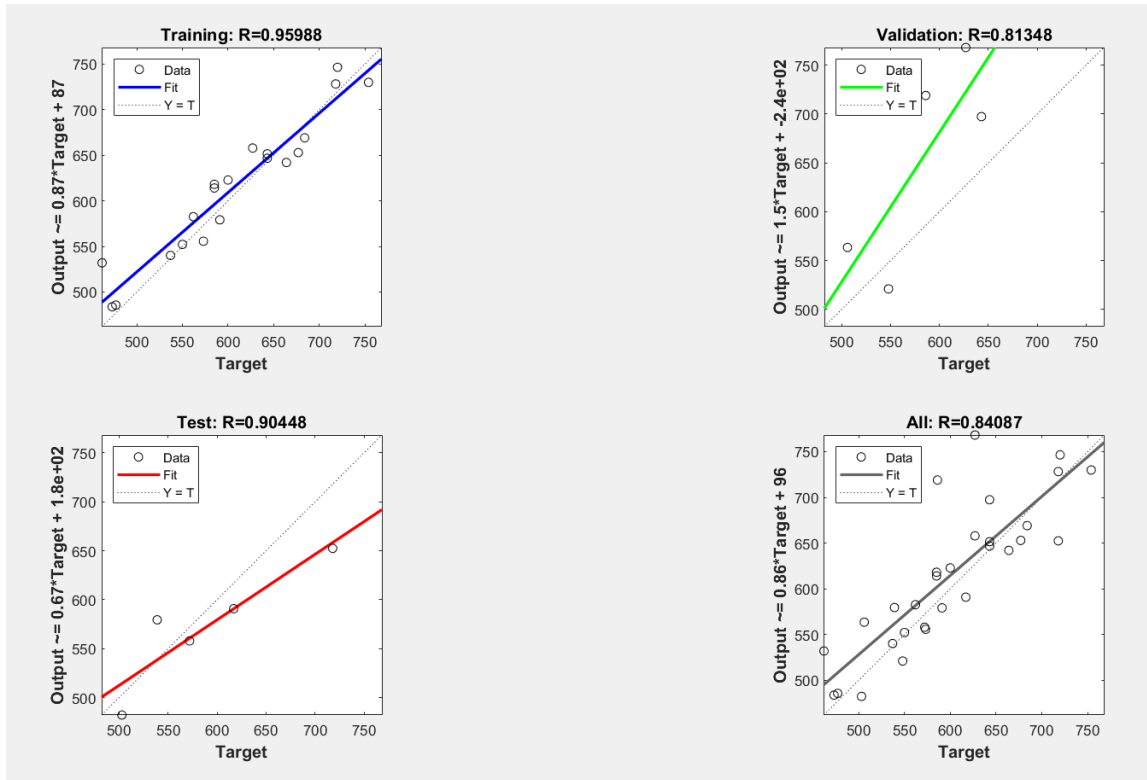 Training: R=0.95988
Output ~= 0.87*Target + 87
Data
Fit
Y = T
750
700
650
600
550
500
500 550 600 650 700 750
Target
Validation: R=0.81348
Output ~= 1.5*Target + -2.4e+02
Data
Fit
Y = T
750
700
650
600
550
500
500 550 600 650 700 750
Target
Test: R=0.90448
Output ~= 0.67*Target + 1.8e+02
Data
Fit
Y = T
750
700
650
600
550
500
500 550 600 650 700 750
Target
All: R=0.84087
Output ~= 0.86*Target + 96
Data
Fit
Y = T
750
700
650
600
550
500
500 550 600 650 700 750
Target